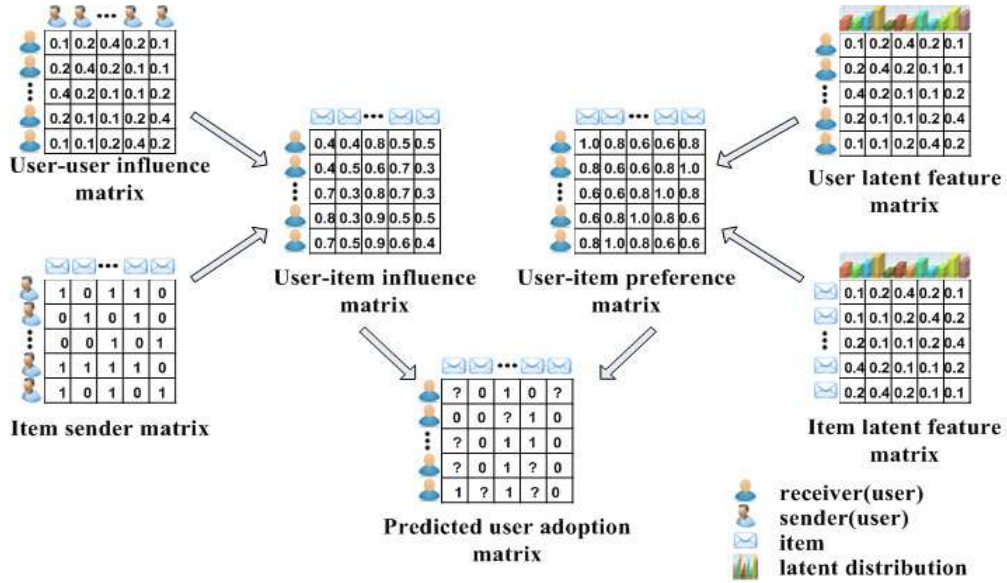 0.1 0.2 0.4 0.2 0.1
0.2 0.4 0.2 0.1 0.1
0.4 0.2 0.1 0.1 0.2
0.2 0.1 0.1 0.2 0.4
0.1 0.1 0.2 0.4 0.2
User-user influence
matrix
1 0 1 1 0
0 1 0 1 0
0 0 1 0 1
1 1 1 1 0
1 0 1 0 1
Item sender matrix
0.4 0.4 0.8 0.5 0.5
0.4 0.5 0.6 0.7 0.3
0.7 0.3 0.8 0.7 0.3
0.8 0.3 0.9 0.5 0.5
0.7 0.5 0.9 0.6 0.4
User-item influence
matrix
1.0 0.8 0.6 0.6 0.8
0.8 0.6 0.6 0.8 1.0
0.6 0.6 0.8 1.0 0.8
0.6 0.8 1.0 0.8 0.6
0.8 1.0 0.8 0.6 0.6
User-item preference
matrix
0.1 0.2 0.4 0.2 0.1
0.2 0.4 0.2 0.1 0.1
0.4 0.2 0.1 0.1 0.2
0.2 0.1 0.1 0.2 0.4
0.1 0.1 0.2 0.4 0.2
User latent feature
matrix
0.1 0.2 0.4 0.2 0.1
0.1 0.1 0.2 0.4 0.2
0.2 0.1 0.1 0.2 0.4
0.4 0.2 0.1 0.1 0.2
0.2 0.4 0.2 0.1 0.1
Item latent feature
matrix
? 0 1 0 ?
0 0 ? 1 0
? 0 1 1 0
? 0 1 ? 0
1 ? 1 ? 0
Predicted user adoption
matrix
receiver(user)
sender(user)
item
latent distribution